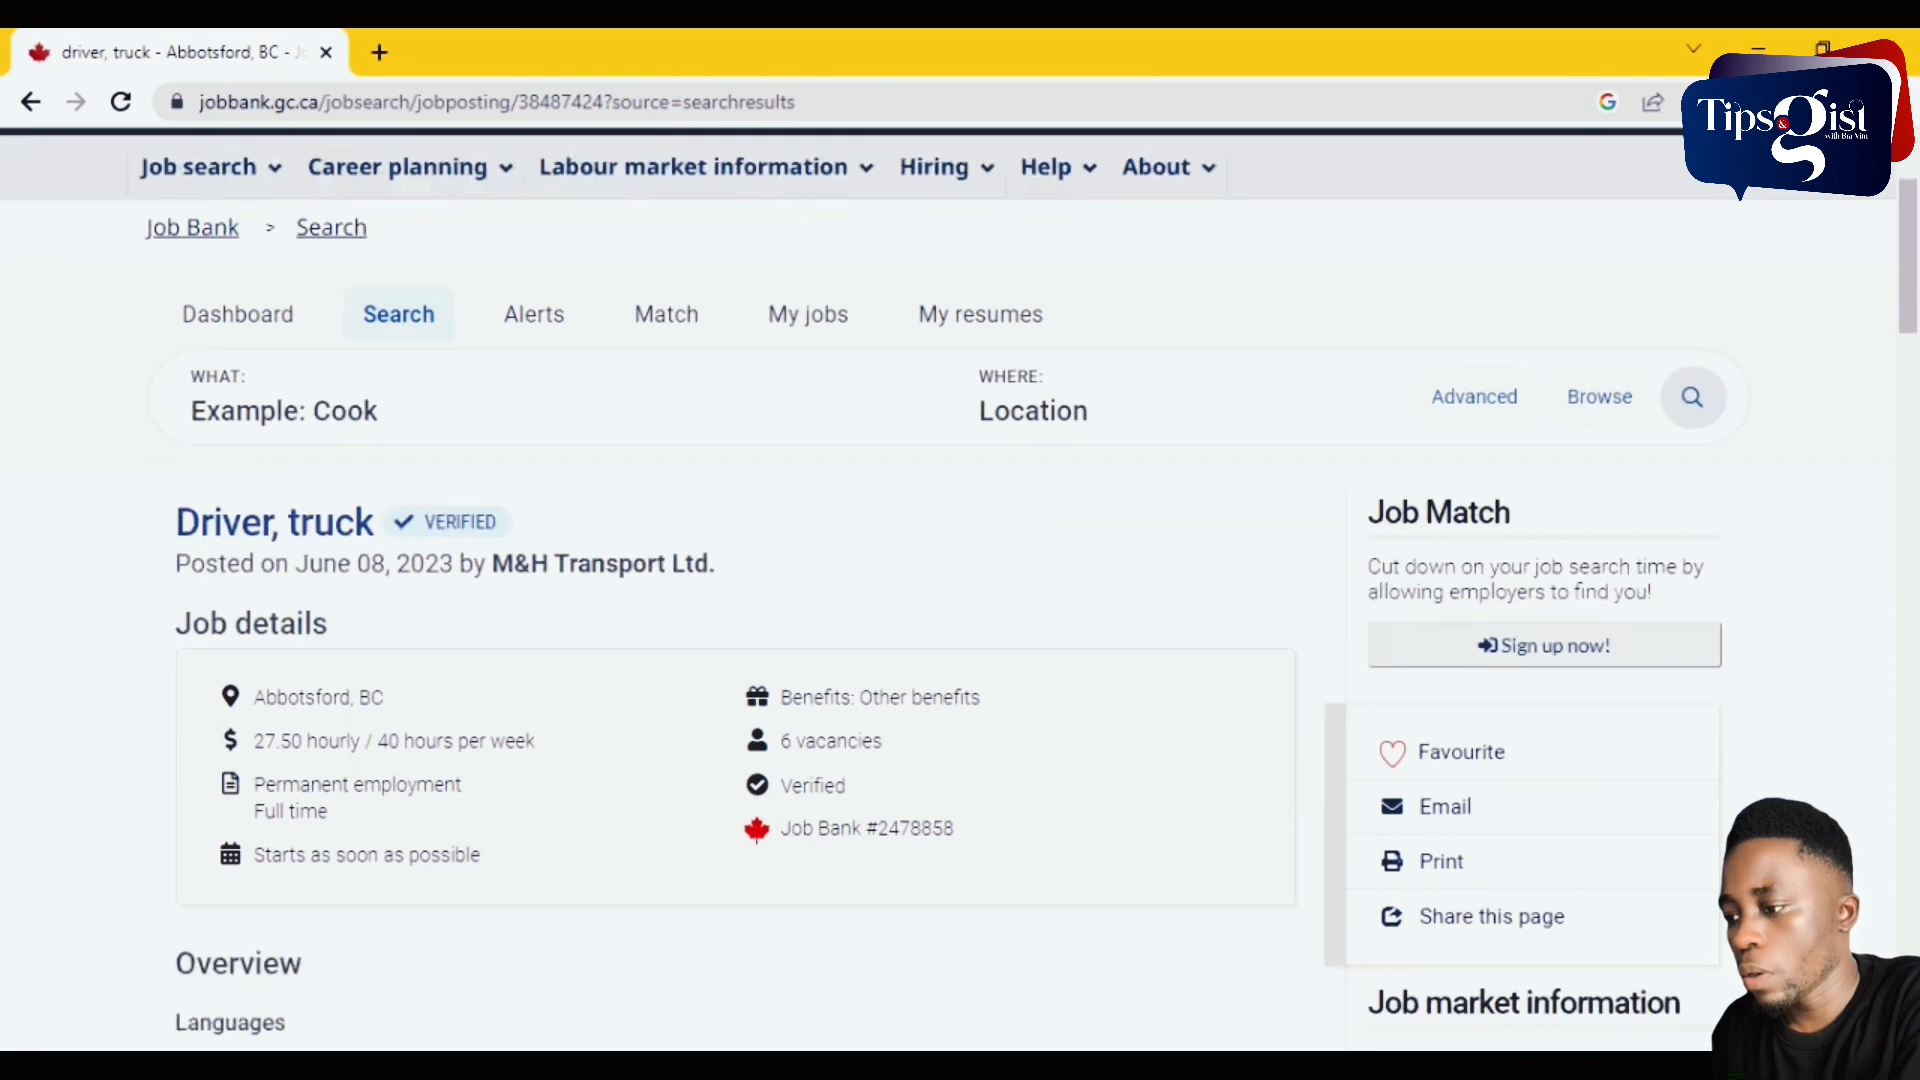 driver, truck - Abbotsford, BC - J
jobbank.gc.ca/jobsearch/jobposting/38487424?source=searchresults
Tips & Gist
Job search
Career planning
Labour market information
Hiring
Help
About
Job Bank > Search
Dashboard
Search
Alerts
Match
My jobs
My resumes
WHAT:
Example: Cook
WHERE:
Location
Advanced
Browse
Driver, truck
VERIFIED
Posted on June 08, 2023 by M&H Transport Ltd.
Job details
Abbotsford, BC
27.50 hourly / 40 hours per week
Permanent employment
Full time
Starts as soon as possible
Benefits: Other benefits
6 vacancies
Verified
Job Bank #2478858
Overview
Languages
Job Match
Cut down on your job search time by
allowing employers to find you!
Sign up now!
Favourite
Email
Print
Share this page
Job market information